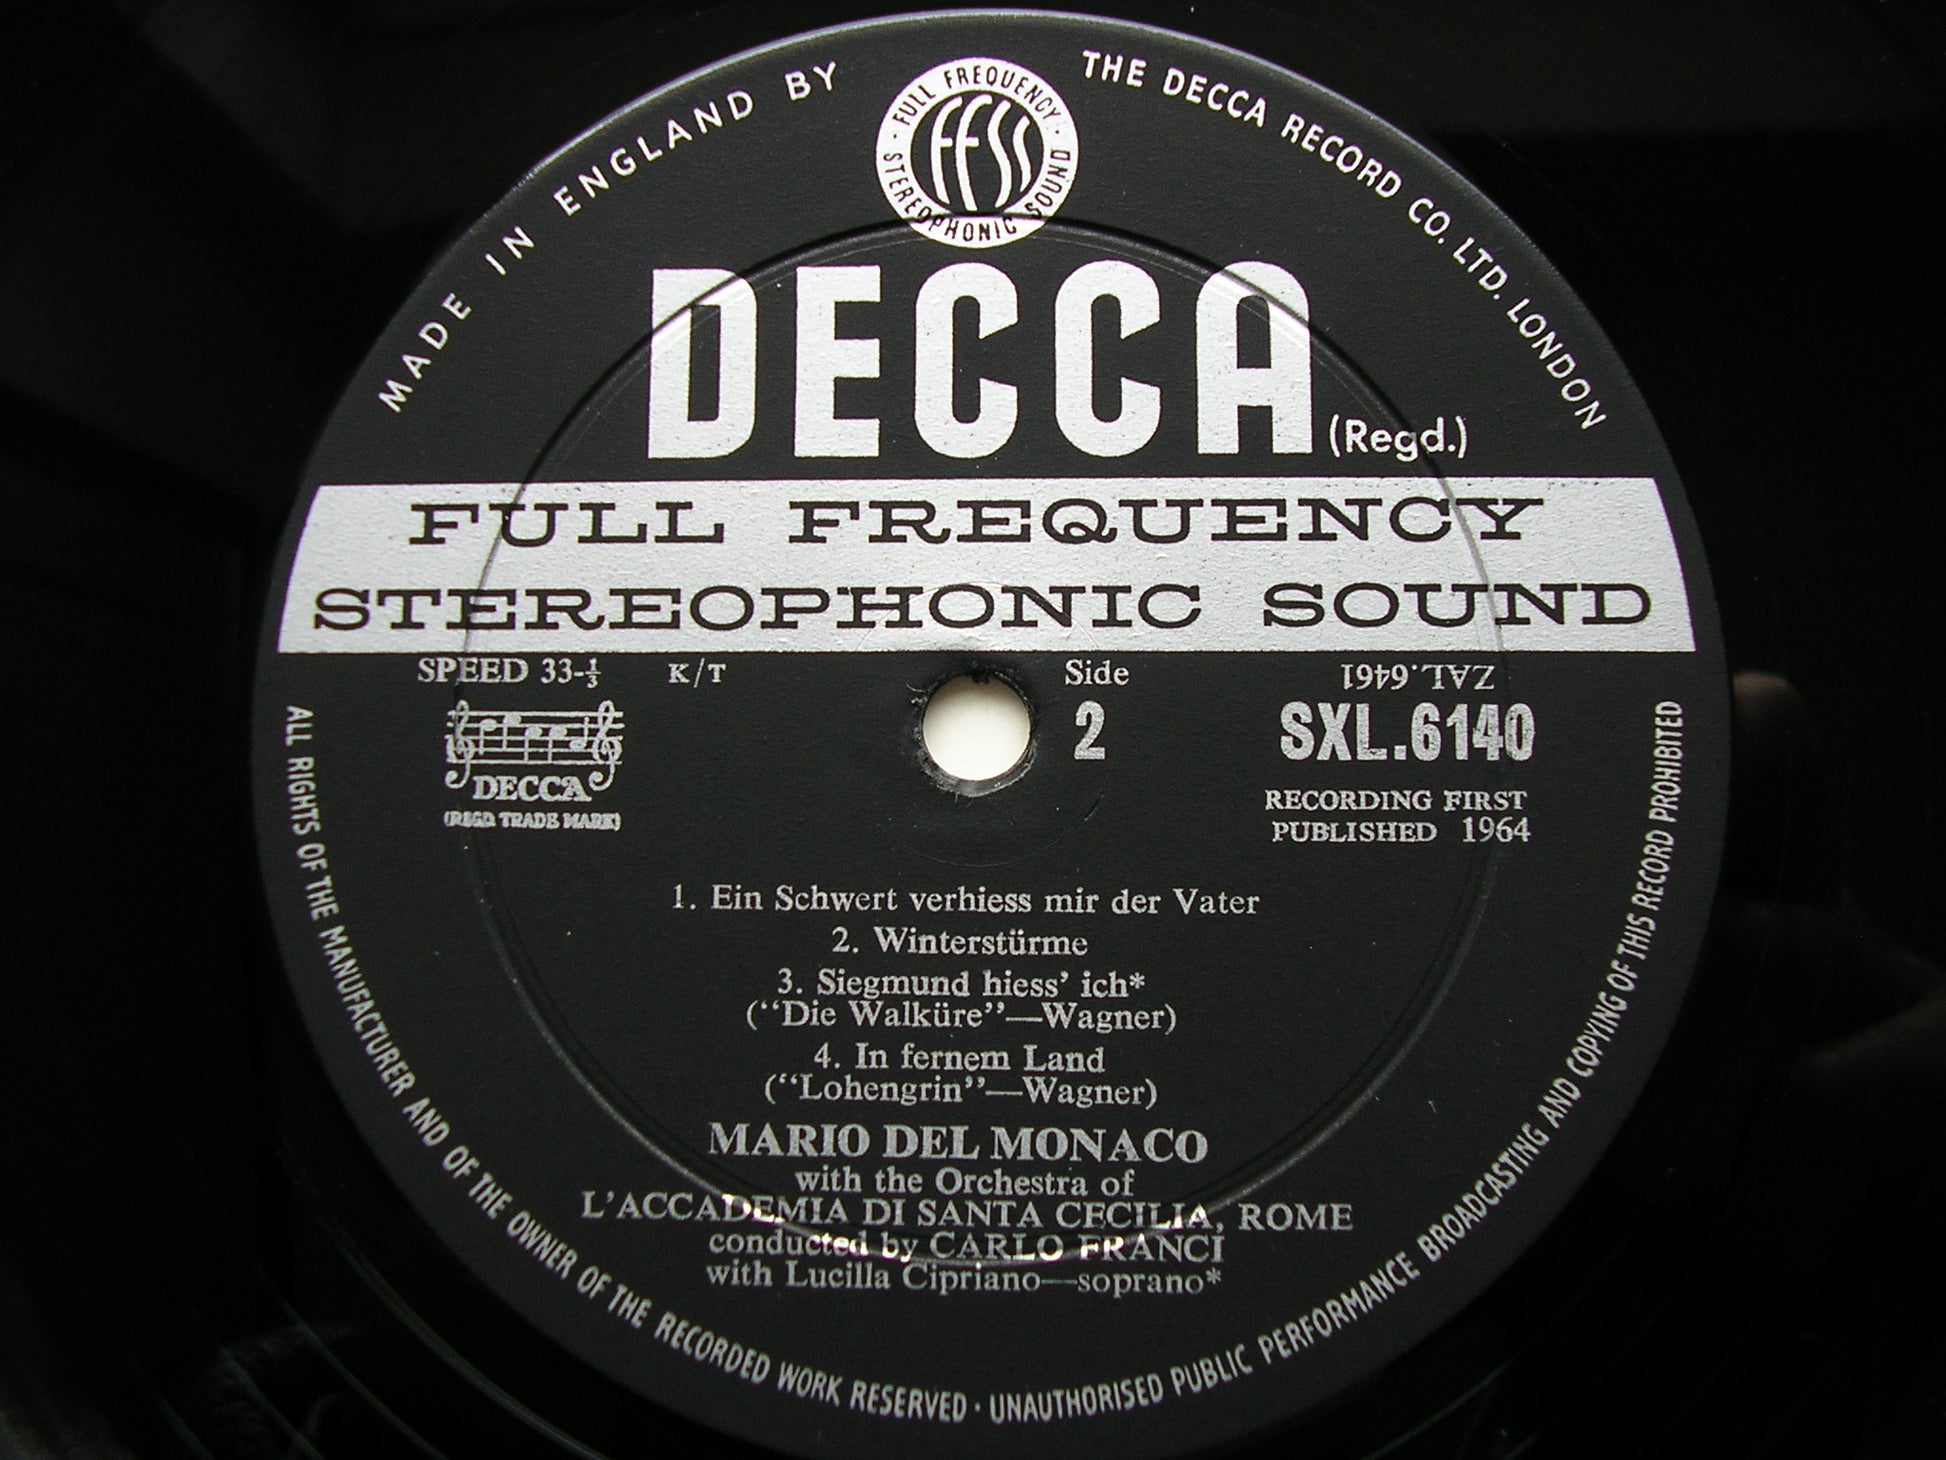 MADE IN ENGLAND BY
THE DECCA RECORD CO. LTD. LONDON
· FULL FREQUENCY ·
FFSS
STEREOPHONIC SOUND
DECCA
(Regd.)
FULL FREQUENCY
STEREOPHONIC SOUND
SPEED 33-⅓ K/T
Side
2
ZAL.6461
SXL.6140
RECORDING FIRST
PUBLISHED 1964
DECCA
(REGD. TRADE MARK)
1. Ein Schwert verhiess mir der Vater
2. Winterstürme
3. Siegmund hiess’ ich*
(“Die Walküre”—Wagner)
4. In fernem Land
(“Lohengrin”—Wagner)
MARIO DEL MONACO
with the Orchestra of
L’ACCADEMIA DI SANTA CECILIA, ROME
conducted by CARLO FRANCI
with Lucilla Cipriano—soprano*
ALL RIGHTS OF THE MANUFACTURER AND OF THE OWNER OF THE RECORDED WORK RESERVED · UNAUTHORISED PUBLIC PERFORMANCE BROADCASTING AND COPYING OF THIS RECORD PROHIBITED